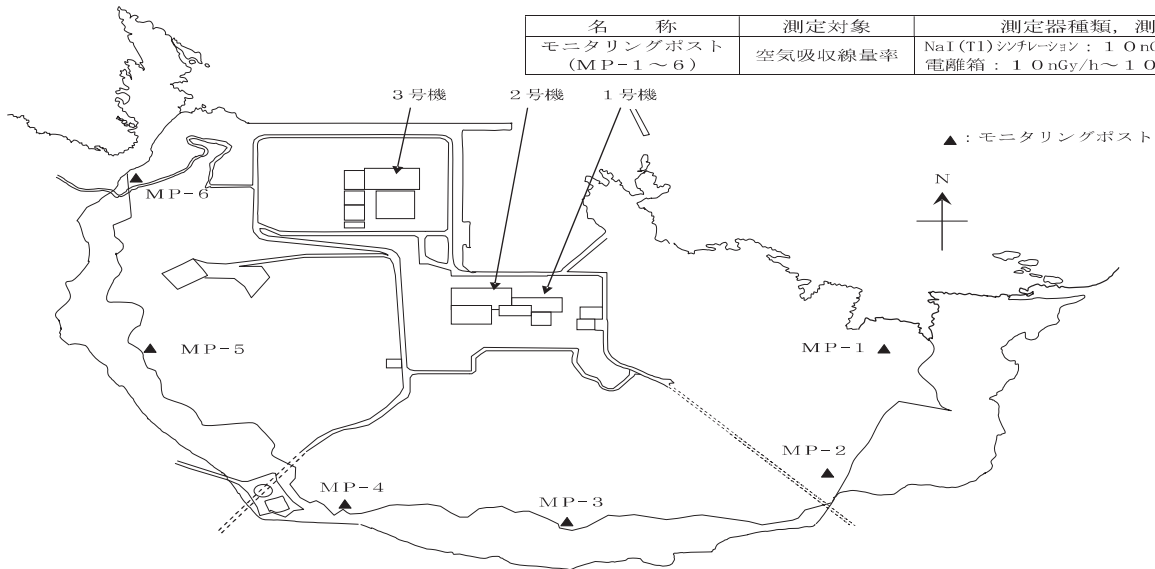 名　　称
測定対象
測定器種類，測
モニタリングポスト
(MP-1～6)
空気吸収線量率
NaI(Tl)シンチレーション：１０nG
電離箱：１０nGy/h～１０
３号機
２号機
１号機
▲：モニタリングポスト
N
MP-6
MP-5
MP-1
MP-2
MP-4
MP-3